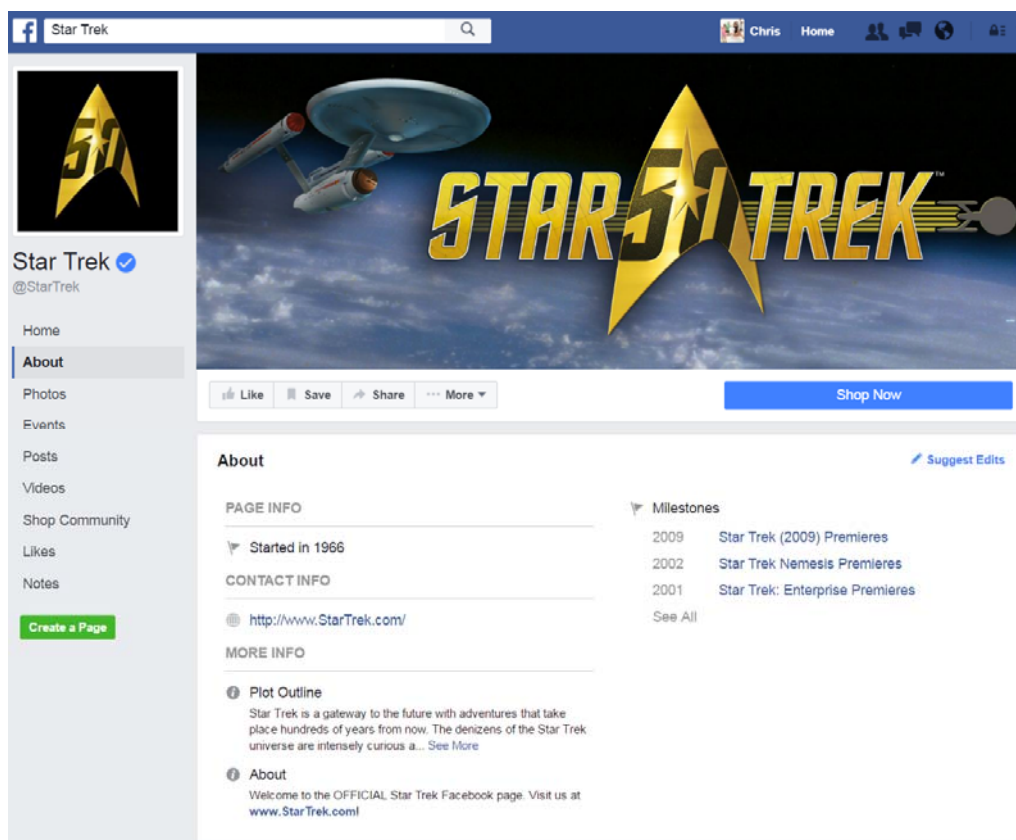 f
Star Trek
Chris Home
50
STAR 50 TREK™
Star Trek
@StarTrek
Home
About
Photos
Events
Posts
Videos
Shop Community
Likes
Notes
Create a Page
Like Save Share ··· More
Shop Now
About
Suggest Edits
PAGE INFO
Started in 1966
CONTACT INFO
http://www.StarTrek.com/
MORE INFO
Plot Outline
Star Trek is a gateway to the future with adventures that take
place hundreds of years from now. The denizens of the Star Trek
universe are intensely curious a... See More
About
Welcome to the OFFICIAL Star Trek Facebook page. Visit us at
www.StarTrek.com!
Milestones
2009 Star Trek (2009) Premieres
2002 Star Trek Nemesis Premieres
2001 Star Trek: Enterprise Premieres
See All